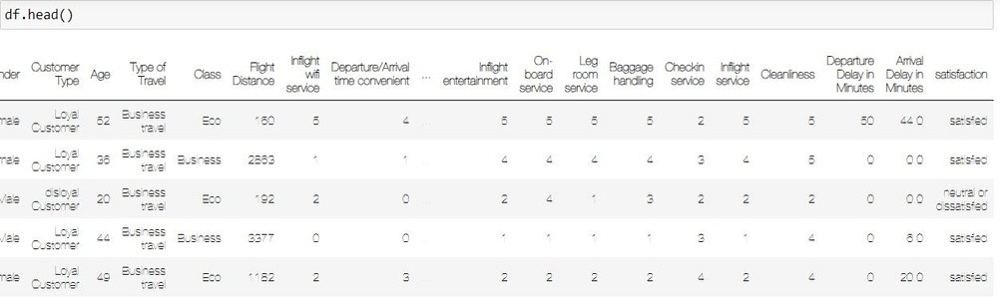 df.head()
nder Customer Type Age Type of Travel Class Flight Distance Inflight wifi service Departure/Arrival time convenient ... Inflight entertainment On-board service Leg room service Baggage handling Checkin service Inflight service Cleanliness Departure Delay in Minutes Arrival Delay in Minutes satisfaction
male Loyal Customer 52 Business travel Eco 160 5 4 ... 5 5 5 5 2 5 5 50 44.0 satisfied
male Loyal Customer 36 Business travel Business 2863 1 1 ... 4 4 4 4 3 4 5 0 0.0 satisfied
Male disloyal Customer 20 Business travel Eco 192 2 0 ... 2 4 1 3 2 2 2 0 0.0 neutral or dissatisfied
Male Loyal Customer 44 Business travel Business 3377 0 0 ... 1 1 1 1 3 1 4 0 6.0 satisfied
male Loyal Customer 49 Business travel Eco 1182 2 3 ... 2 2 2 2 4 2 4 0 20.0 satisfied